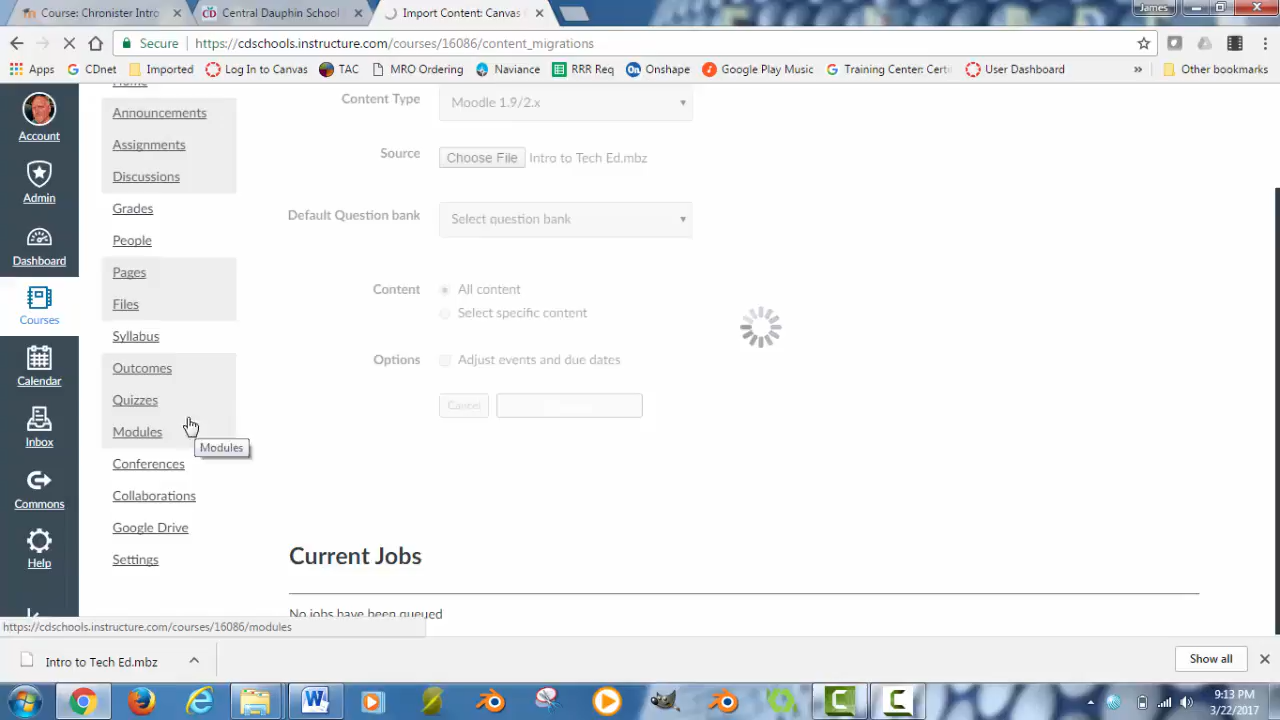 James
Course: Chronister Intro
Central Dauphin School
Import Content: Canvas
Secure
https://cdschools.instructure.com/courses/16086/content_migrations
Apps
CDnet
Imported
Log In to Canvas
TAC
MRO Ordering
Naviance
RRR Req
Onshape
Google Play Music
Training Center: Certi
User Dashboard
»
Other bookmarks
Account
Admin
Dashboard
Courses
Calendar
Inbox
Commons
Help
Home
Announcements
Assignments
Discussions
Grades
People
Pages
Files
Syllabus
Outcomes
Quizzes
Modules
Modules
Conferences
Collaborations
Google Drive
Settings
Content Type Moodle 1.9/2.x
Source Choose File Intro to Tech Ed.mbz
Default Question bank Select question bank
Content All content
Select specific content
Options Adjust events and due dates
Cancel
Current Jobs
No jobs have been queued
https://cdschools.instructure.com/courses/16086/modules
Intro to Tech Ed.mbz
Show all
9:13 PM
3/22/2017